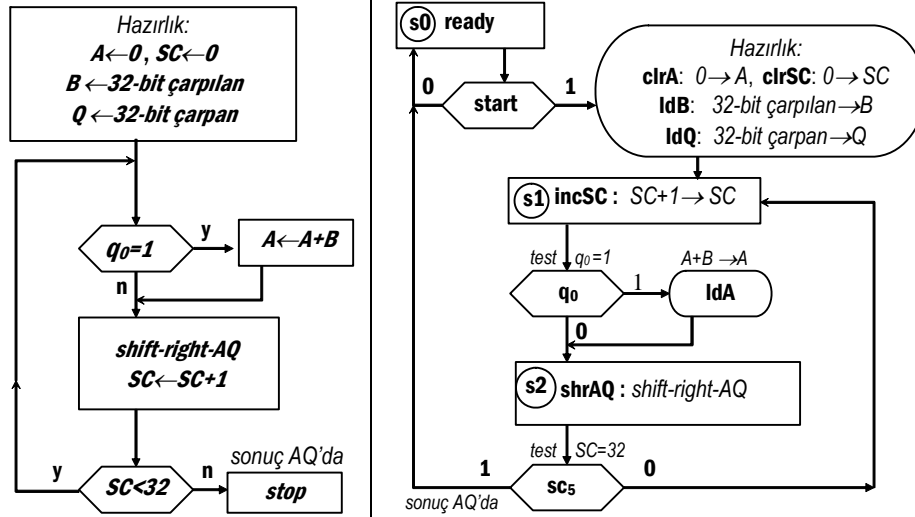 Hazırlık:
A←0 , SC←0
B ←32-bit çarpılan
Q ←32-bit çarpan
q0=1
y
A←A+B
n
shift-right-AQ
SC←SC+1
y
SC<32
n
sonuç AQ'da
stop
s0 ready
0
start
1
Hazırlık:
clrA: 0→ A, clrSC: 0→ SC
ldB: 32-bit çarpılan→B
ldQ: 32-bit çarpan→Q
s1 incSC : SC+1→ SC
test q0=1
A+B →A
q0
1
ldA
0
s2 shrAQ : shift-right-AQ
test SC=32
1
sc5
0
sonuç AQ'da